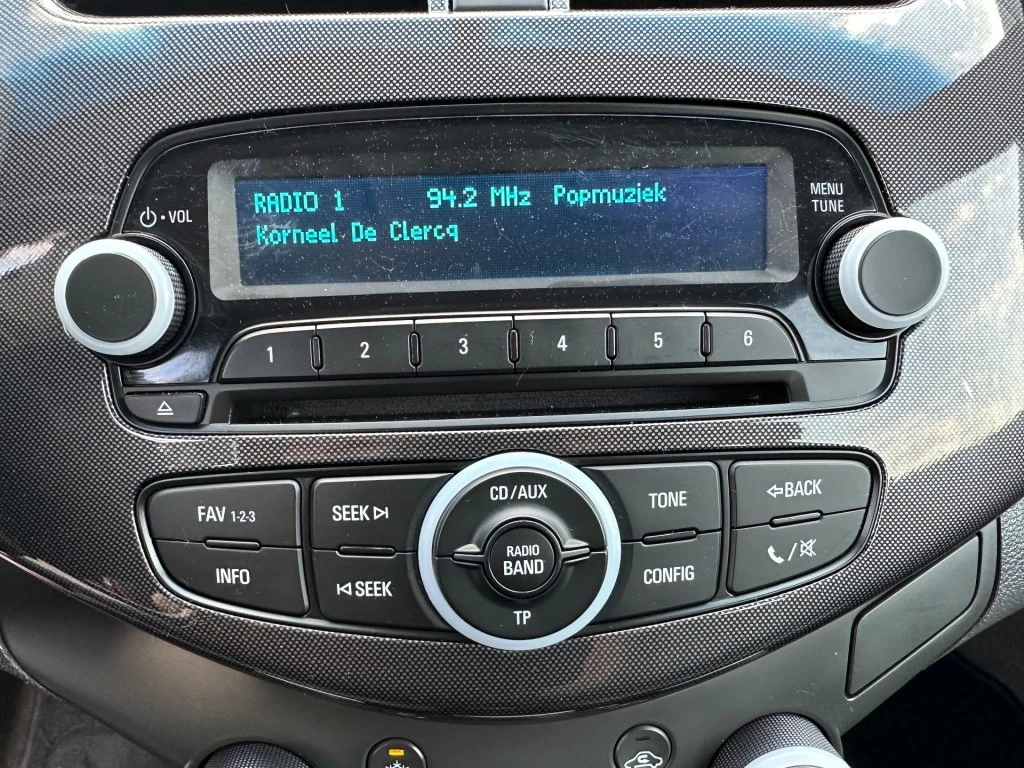 RADIO 1 94.2 MHz Popmuziek
Korneel De Clercq
VOL
MENU
TUNE
1 2 3 4 5 6
FAV 1-2-3
SEEK
CD/AUX
TONE
BACK
INFO
SEEK
RADIO
BAND
CONFIG
TP